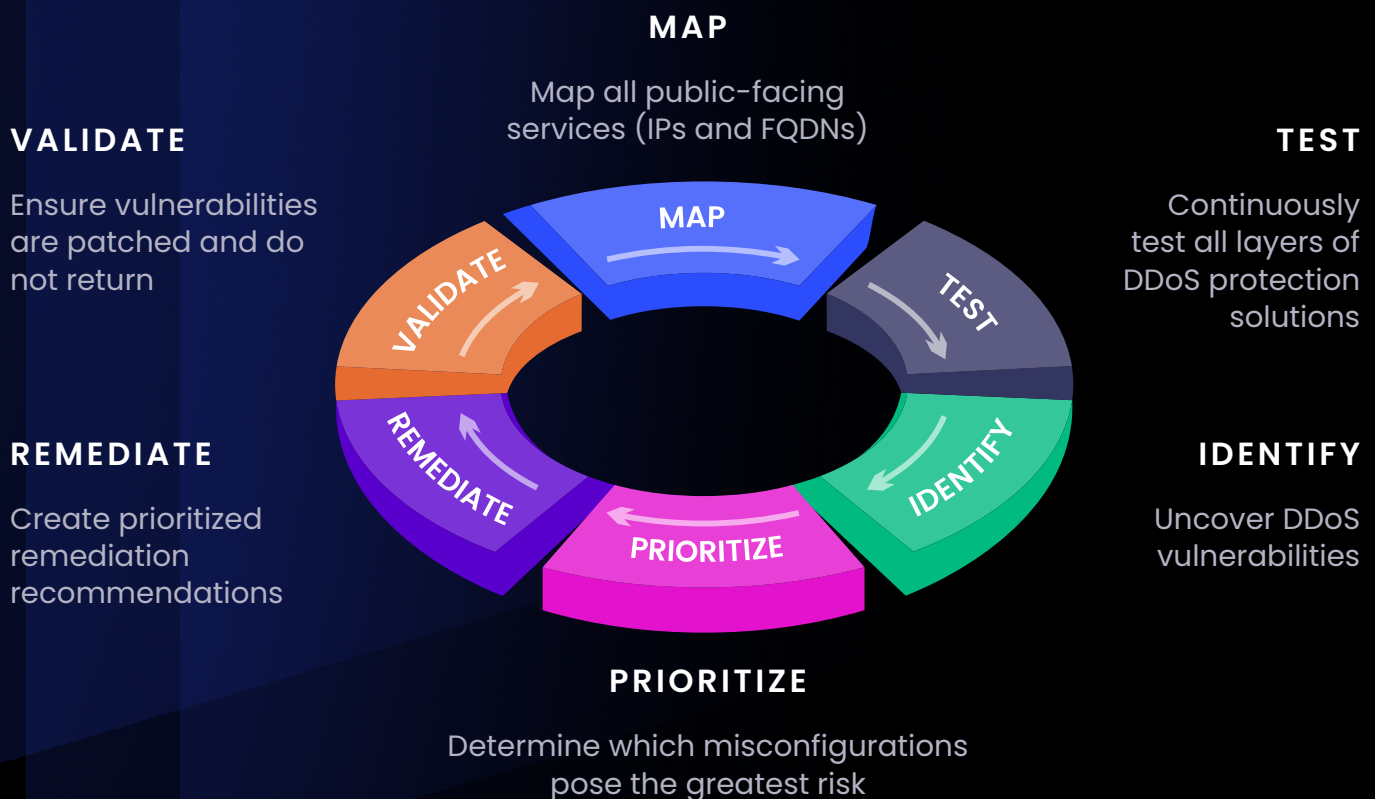 MAP
Map all public-facing
services (IPs and FQDNs)
VALIDATE
Ensure vulnerabilities
are patched and do
not return
TEST
Continuously
test all layers of
DDoS protection
solutions
MAP
VALIDATE
TEST
REMEDIATE
IDENTIFY
PRIORITIZE
REMEDIATE
Create prioritized
remediation
recommendations
IDENTIFY
Uncover DDoS
vulnerabilities
PRIORITIZE
Determine which misconfigurations
pose the greatest risk